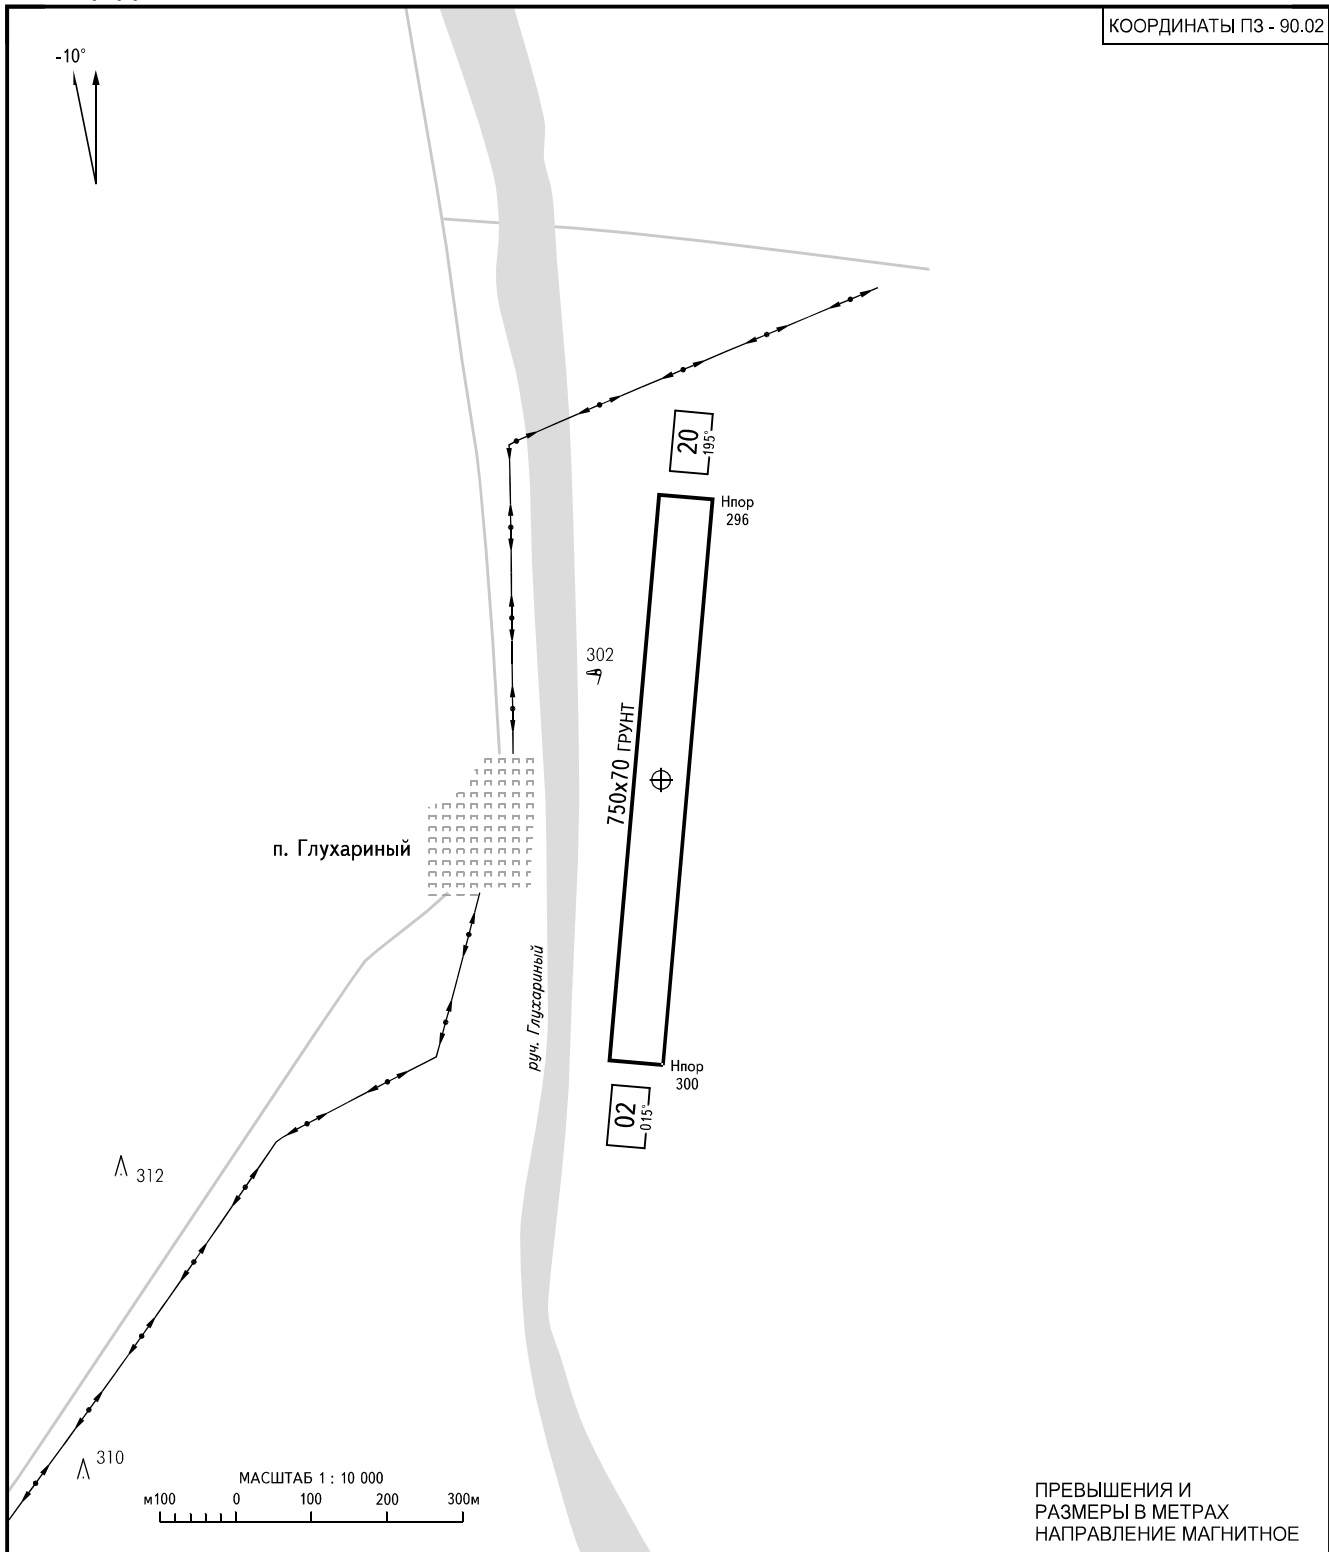 КООРДИНАТЫ ПЗ - 90.02
-10°
20
195°
Нпор
296
302
750x70 ГРУНТ
п. Глухариный
руч. Глухариный
Нпор
300
02
015°
312
310
МАСШТАБ 1 : 10 000
м100 0 100 200 300м
ПРЕВЫШЕНИЯ И
РАЗМЕРЫ В МЕТРАХ
НАПРАВЛЕНИЕ МАГНИТНОЕ